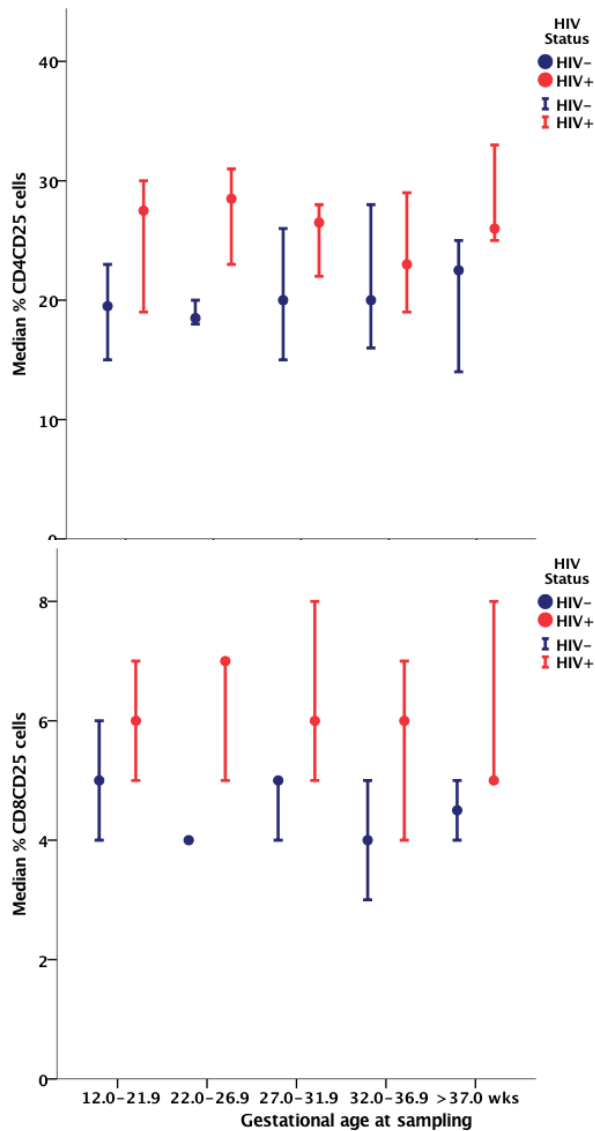 HIV
Status
HIV-
HIV+
HIV-
HIV+
40
30
20
10
0
Median % CD4CD25 cells
HIV
Status
HIV-
HIV+
HIV-
HIV+
8
6
4
2
0
Median % CD8CD25 cells
12.0-21.9 22.0-26.9 27.0-31.9 32.0-36.9 >37.0 wks
Gestational age at sampling